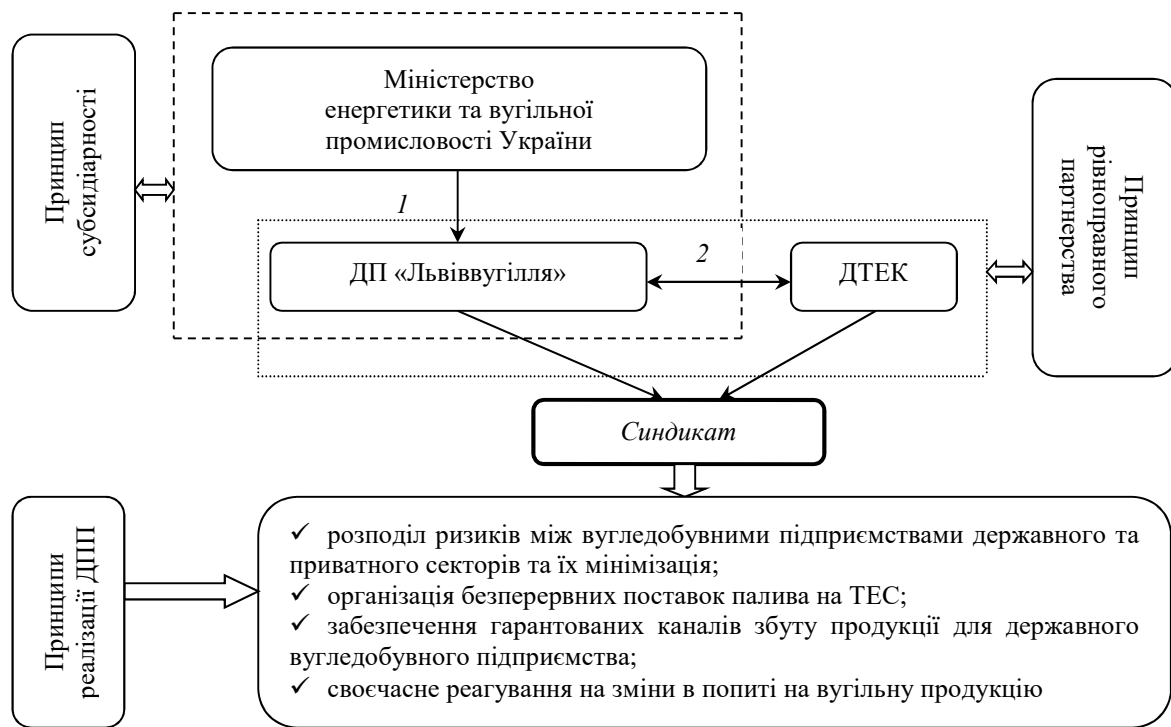 Принцип
субсидіарності
Міністерство
енергетики та вугільної
промисловості України
Принцип
рівноправного
партнерства
1
ДП «Львіввугілля»
2
ДТЕК
Синдикат
Принципи
реалізації ДПП
✓ розподіл ризиків між вугледобувними підприємствами державного та
приватного секторів та їх мінімізація;
✓ організація безперервних поставок палива на ТЕС;
✓ забезпечення гарантованих каналів збуту продукції для державного
вугледобувного підприємства;
✓ своєчасне реагування на зміни в попиті на вугільну продукцію